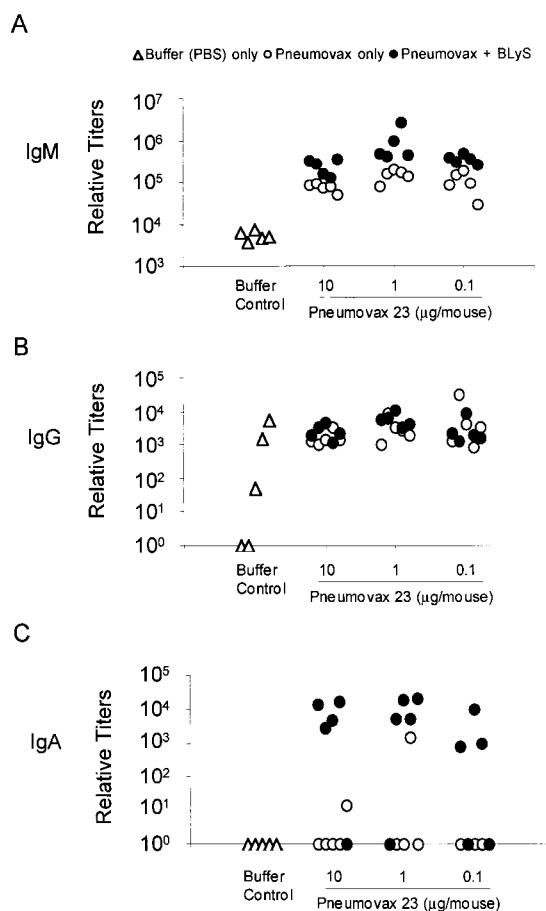 A
△ Buffer (PBS) only ○ Pneumovax only ● Pneumovax + BLyS
IgM
Relative Titers
10⁷
10⁶
10⁵
10⁴
10³
Buffer Control
10 1 0.1
Pneumovax 23 (µg/mouse)
B
IgG
Relative Titers
10⁵
10⁴
10³
10²
10¹
10⁰
Buffer Control
10 1 0.1
Pneumovax 23 (µg/mouse)
C
IgA
Relative Titers
10⁵
10⁴
10³
10²
10¹
10⁰
Buffer Control
10 1 0.1
Pneumovax 23 (µg/mouse)